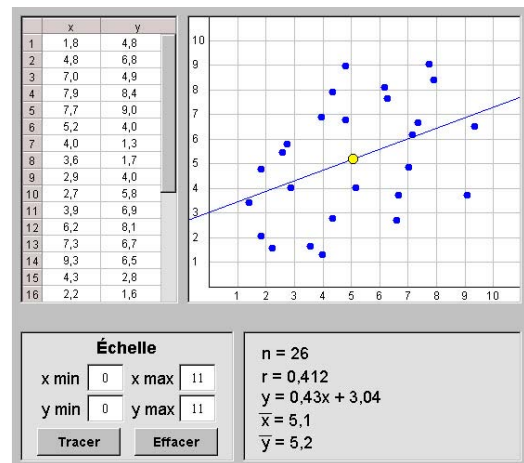 x y
1 1,8 4,8
2 4,8 6,8
3 7,0 4,9
4 7,9 8,4
5 7,7 9,0
6 5,2 4,0
7 4,0 1,3
8 3,6 1,7
9 2,9 4,0
10 2,7 5,8
11 3,9 6,9
12 6,2 8,1
13 7,3 6,7
14 9,3 6,5
15 4,3 2,8
16 2,2 1,6
10
9
8
7
6
5
4
3
2
1
1 2 3 4 5 6 7 8 9 10
Échelle
x min 0 x max 11
y min 0 y max 11
Tracer Effacer
n = 26
r = 0,412
y = 0,43x + 3,04
x̅ = 5,1
y̅ = 5,2